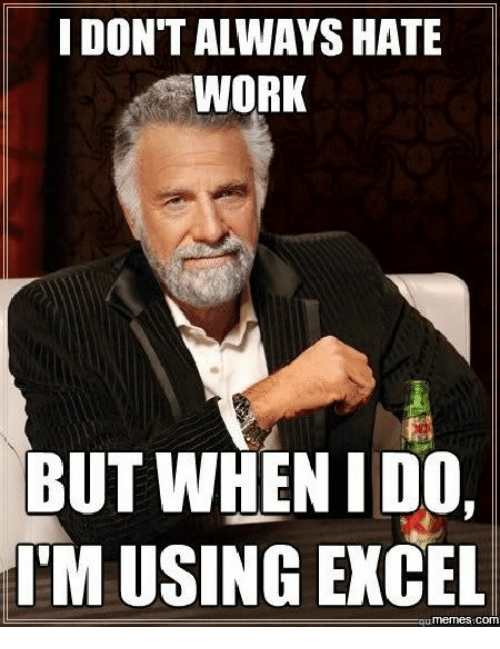 I DON'T ALWAYS HATE
WORK
BUT WHEN I DO,
I'M USING EXCEL
memes.com